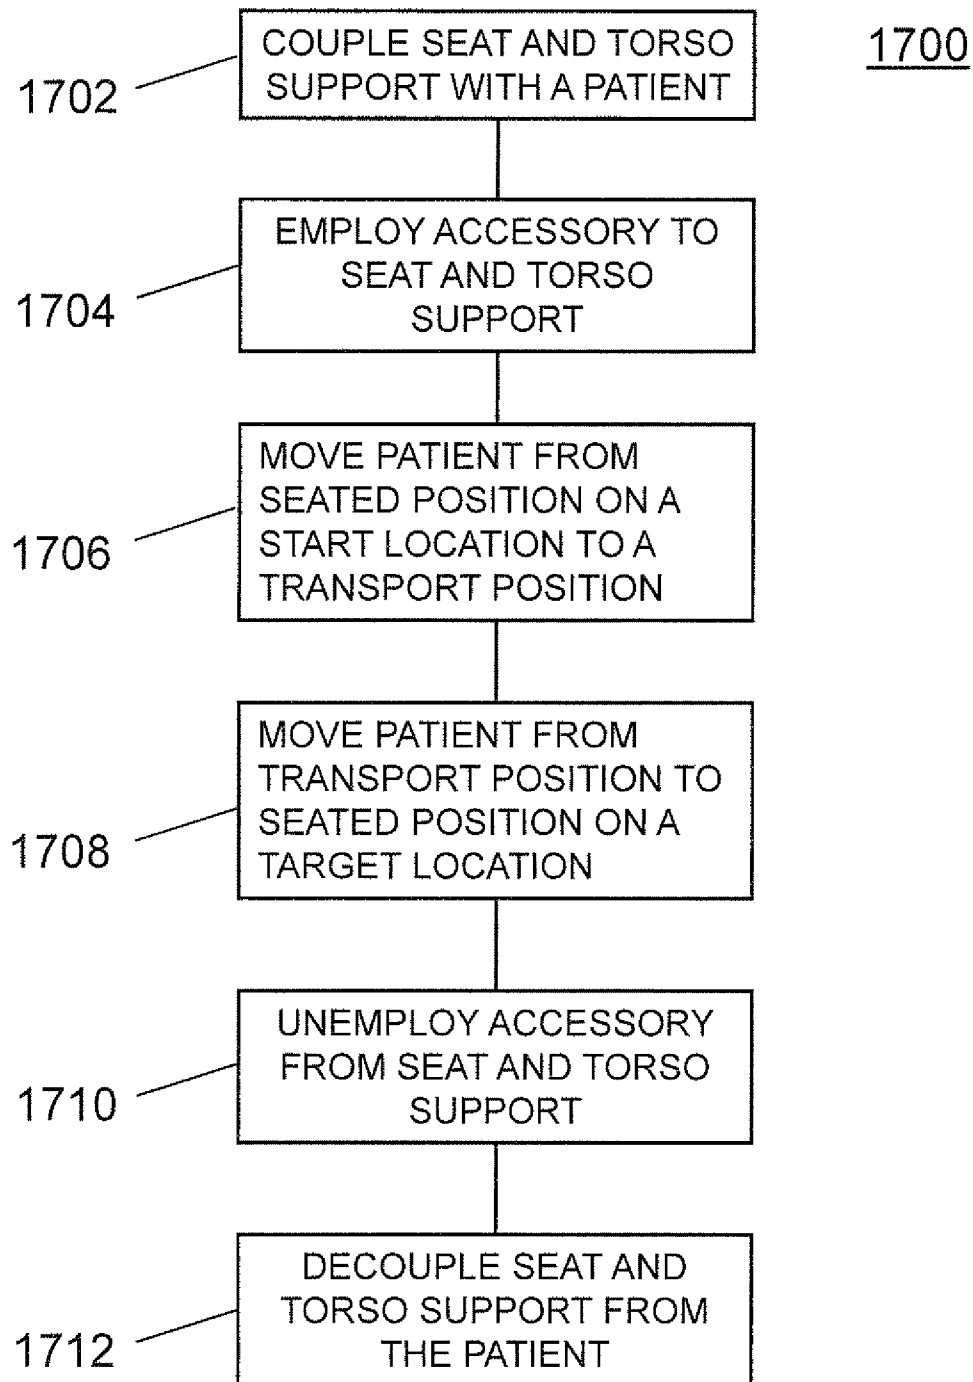 1700
COUPLE SEAT AND TORSO
SUPPORT WITH A PATIENT
1702
EMPLOY ACCESSORY TO
SEAT AND TORSO
SUPPORT
1704
MOVE PATIENT FROM
SEATED POSITION ON A
START LOCATION TO A
TRANSPORT POSITION
1706
MOVE PATIENT FROM
TRANSPORT POSITION TO
SEATED POSITION ON A
TARGET LOCATION
1708
UNEMPLOY ACCESSORY
FROM SEAT AND TORSO
SUPPORT
1710
DECOUPLE SEAT AND
TORSO SUPPORT FROM
THE PATIENT
1712